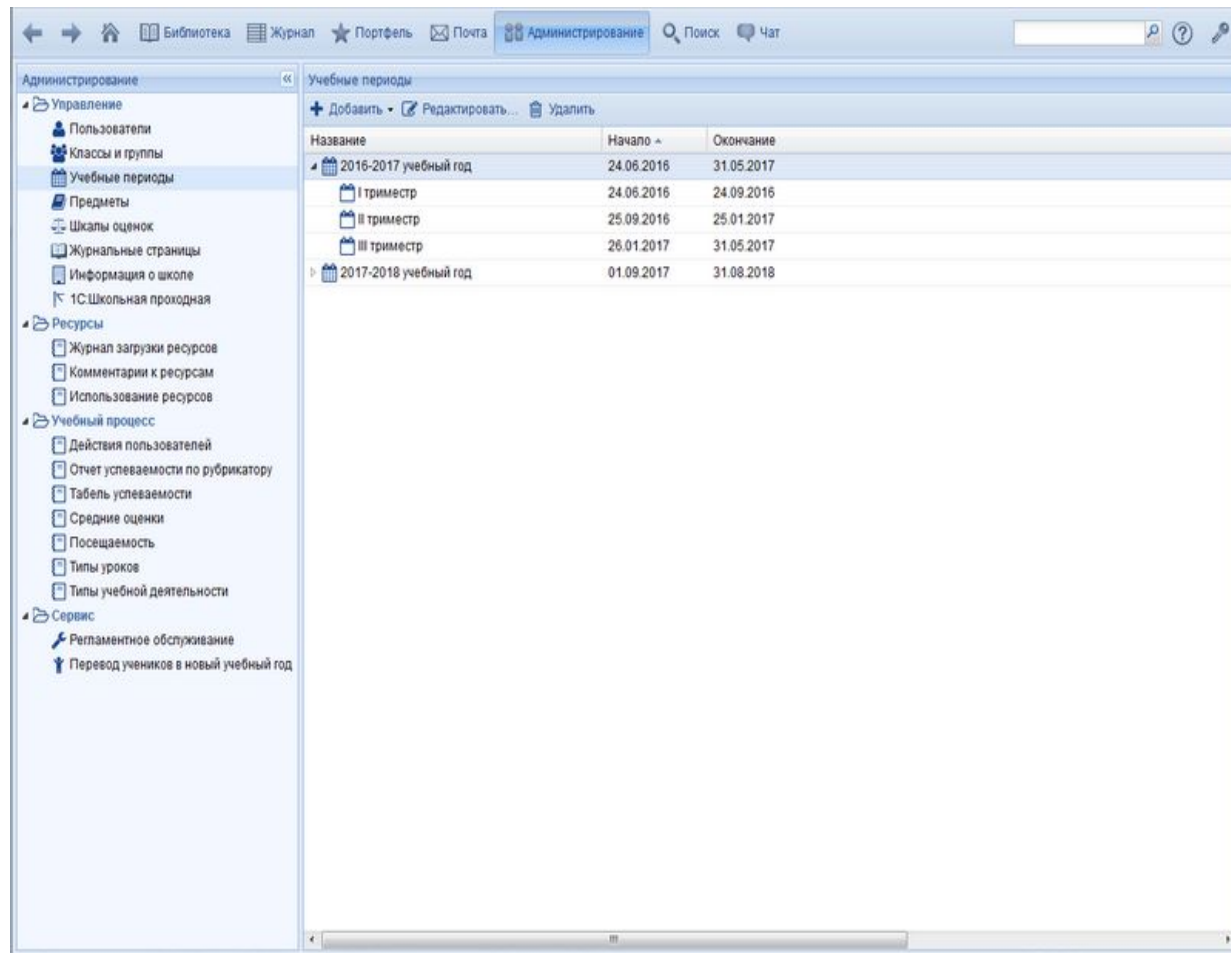 Библиотека Журнал Портфель Почта Администрирование Поиск Чат
Администрирование
Управление
Пользователи
Классы и группы
Учебные периоды
Предметы
Шкалы оценок
Журнальные страницы
Информация о школе
1С:Школьная проходная
Ресурсы
Журнал загрузки ресурсов
Комментарии к ресурсам
Использование ресурсов
Учебный процесс
Действия пользователей
Отчет успеваемости по рубрикатору
Табель успеваемости
Средние оценки
Посещаемость
Типы уроков
Типы учебной деятельности
Сервис
Регламентное обслуживание
Перевод учеников в новый учебный год
Учебные периоды
Добавить Редактировать... Удалить
Название Начало Окончание
2016-2017 учебный год 24.06.2016 31.05.2017
I триместр 24.06.2016 24.09.2016
II триместр 25.09.2016 25.01.2017
III триместр 26.01.2017 31.05.2017
2017-2018 учебный год 01.09.2017 31.08.2018